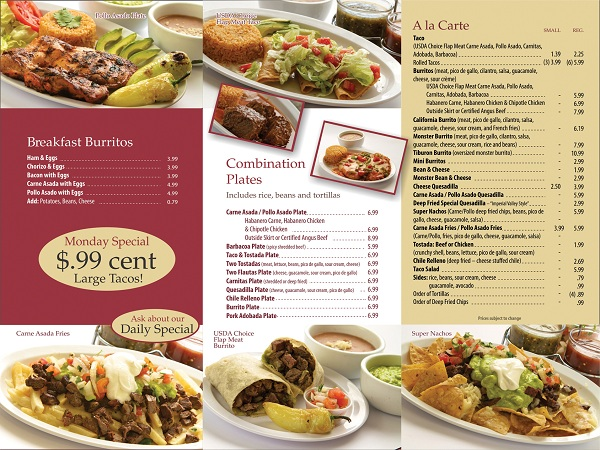 Pollo Asado Plate
Breakfast Burritos
Ham & Eggs 3.99
Chorizo & Eggs 3.99
Bacon with Eggs 3.99
Carne Asada with Eggs 4.99
Pollo Asado with Eggs 4.99
Add: Potatoes, Beans, Cheese 0.79
Monday Special
$.99 cent
Large Tacos!
Ask about our
Daily Special
Carne Asada Fries
USDA Choice
Flap Meat Taco
Combination
Plates
Includes rice, beans and tortillas
Carne Asada / Pollo Asado Plate 6.99
Habanero Carne, Habanero Chicken
& Chipotle Chicken 6.99
Outside Skirt or Certified Angus Beef 8.99
Barbacoa Plate (spicy shredded beef) 5.99
Taco & Tostada Plate 6.99
Two Tostadas (meat, lettuce, beans, pico de gallo, sour cream, cheese) 6.99
Two Flautas Plate (cheese, guacamole, sour cream, pico de gallo) 6.99
Carnitas Plate (shredded or deep fried) 6.99
Quesadilla Plate (cheese, guacamole, sour cream, pico de gallo) 6.99
Chile Relleno Plate 6.99
Burrito Plate 6.99
Pork Adobada Plate 6.99
USDA Choice
Flap Meat
Burrito
A la Carte
SMALL REG.
Taco
(USDA Choice Flap Meat Carne Asada, Pollo Asado, Carnitas,
Adobada, Barbacoa) 1.39 2.25
Rolled Tacos (3) 3.99 (6) 5.99
Burritos (meat, pico de gallo, cilantro, salsa, guacamole,
cheese, sour crème)
USDA Choice Flap Meat Carne Asada, Pollo Asado,
Carnitas, Adobada, Barbacoa - 5.99
Habanero Carne, Habanero Chicken & Chipotle Chicken - 6.99
Outside Skirt or Certified Angus Beef - 7.99
California Burrito (meat, pico de gallo, cilantro, salsa,
guacamole, cheese, sour cream, and French fries) - 6.19
Monster Burrito (meat, pico de gallo, cilantro, salsa,
guacamole, cheese, sour cream, rice and beans) - 7.99
Tiburon Burrito (oversized monster burrito) - 10.99
Mini Burritos - 2.99
Bean & Cheese - 1.99
Monster Bean & Cheese - 2.99
Cheese Quesadilla 2.50 3.99
Carne Asada / Pollo Asado Quesadilla - 5.99
Deep Fried Special Quesadilla ~ "Imperial Valley Style" - 2.99
Super Nachos (Carne/Pollo deep fried chips, beans, pico de - 5.99
gallo, cheese, guacamole, salsa)
Carne Asada Fries / Pollo Asado Fries 3.99 5.99
(Carne/Pollo, fries, pico de gallo, cheese, guacamole, salsa)
Tostada: Beef or Chicken - 1.99
(crunchy shell, beans, lettuce, pico de gallo, sour cream)
Chile Relleno (deep fried ~ cheese stuffed chile) - 2.69
Taco Salad - 5.99
Sides: rice, beans, sour cream, cheese - .79
guacamole, avocado - .99
Order of Tortillas (4) .89
Order of Deep Fried Chips - .99
Prices subject to change
Super Nachos